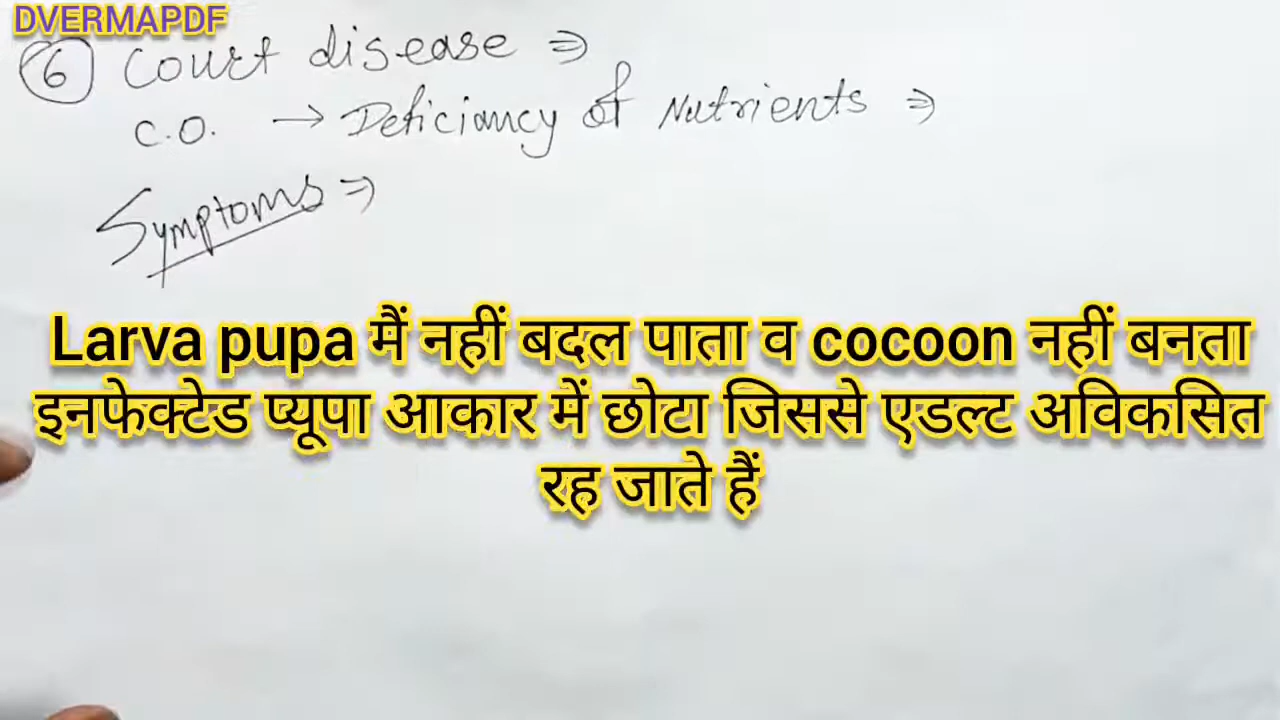 DVERMAPDF
6 Court disease ⇒
C.O. → Deficiancy of Nutrients ⇒
Symptoms ⇒
Larva pupa मैं नहीं बदल पाता व cocoon नहीं बनता
इनफेक्टेड प्यूपा आकार में छोटा जिससे एडल्ट अविकसित
रह जाते हैं